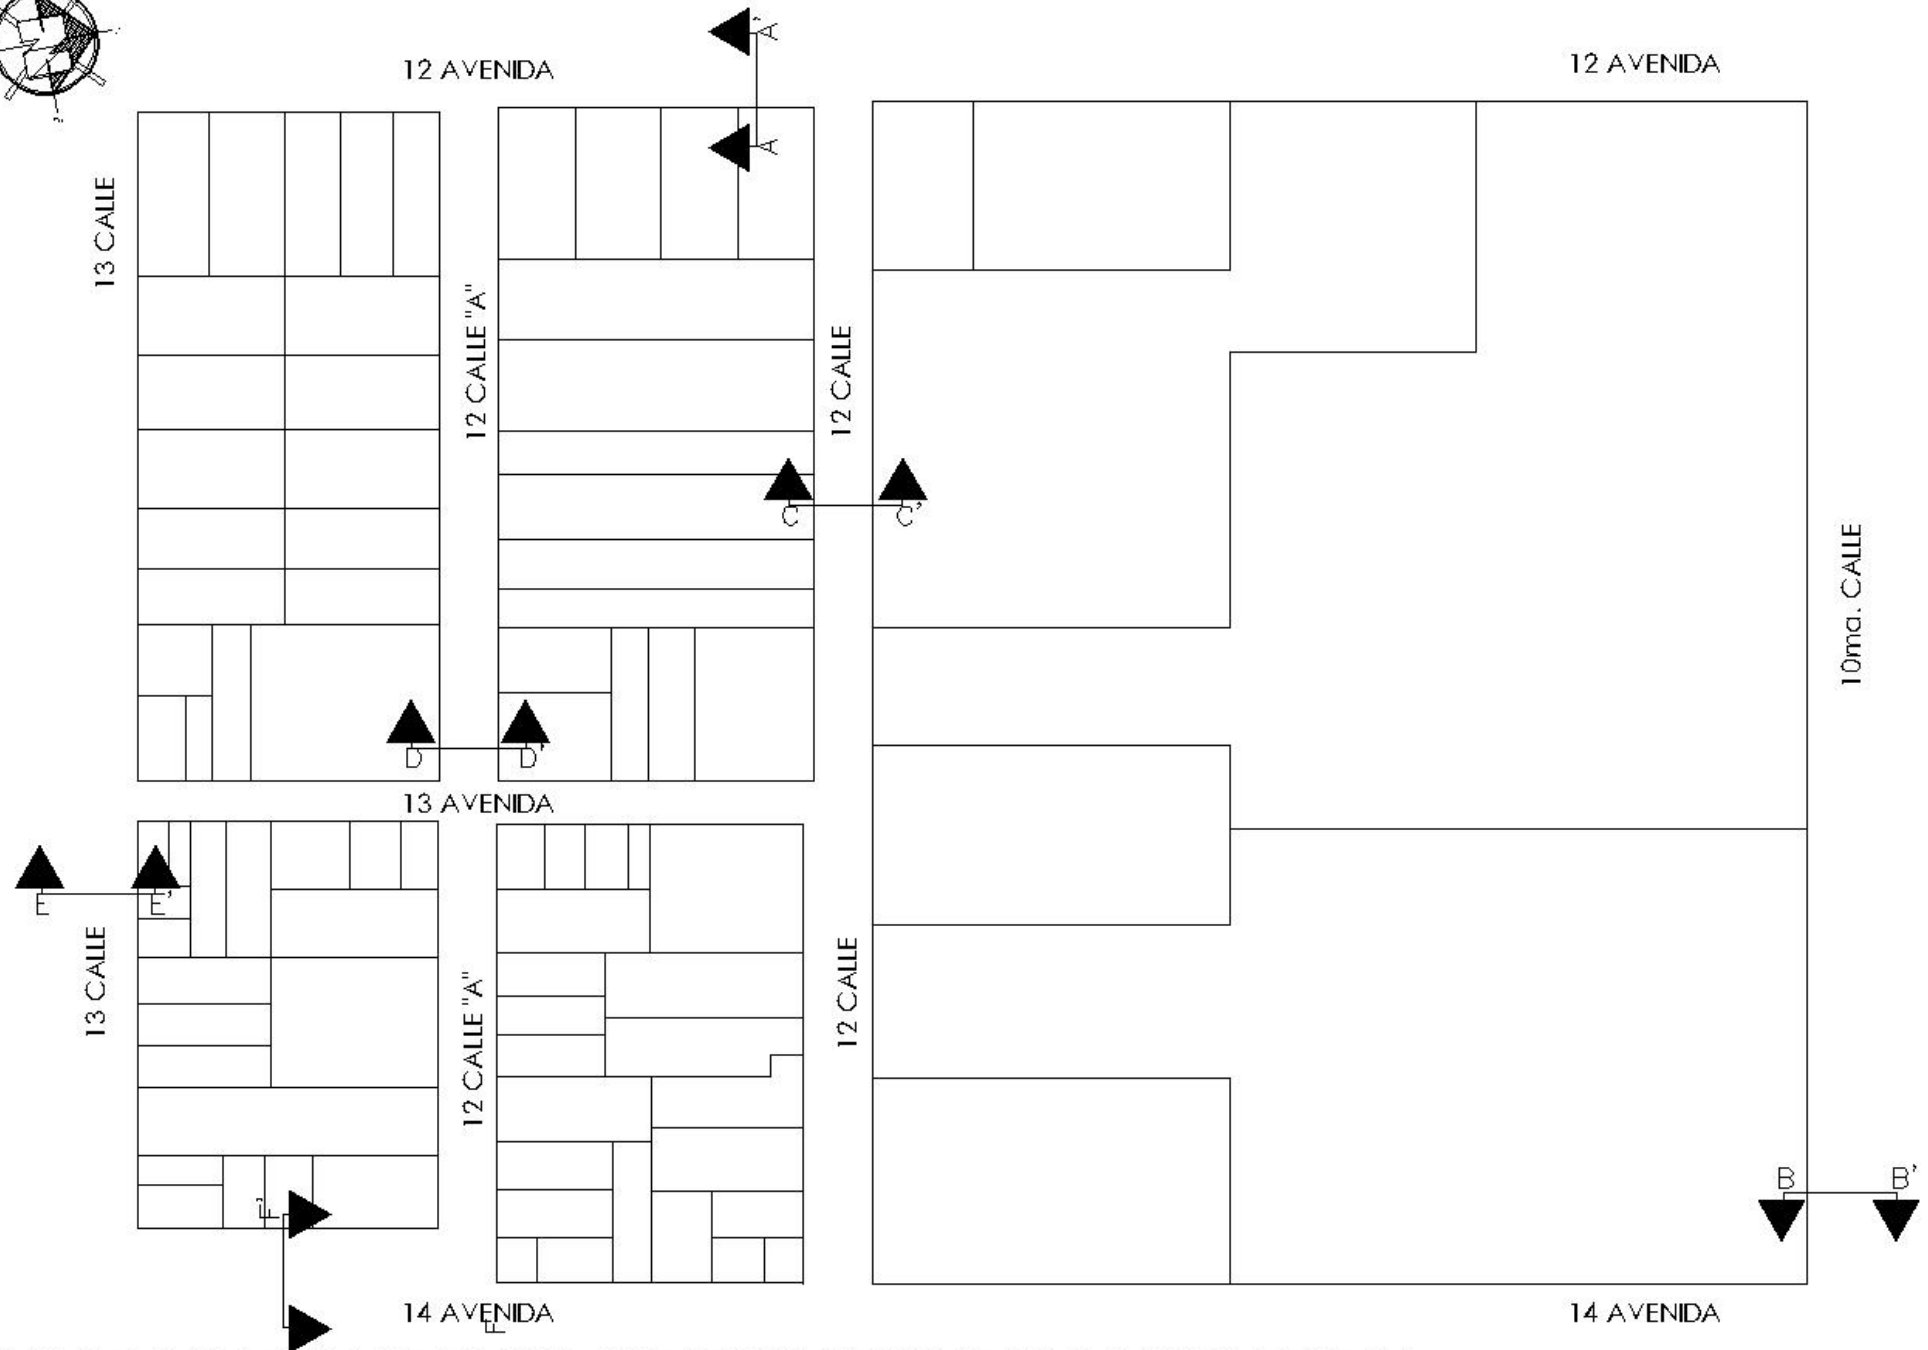 12 AVENIDA
A'
A
12 AVENIDA
13 CALLE
12 CALLE "A"
12 CALLE
C
C'
10ma. CALLE
D
D'
13 AVENIDA
E
E'
13 CALLE
12 CALLE "A"
12 CALLE
B
B'
F'
14 AVENIDA
F
14 AVENIDA